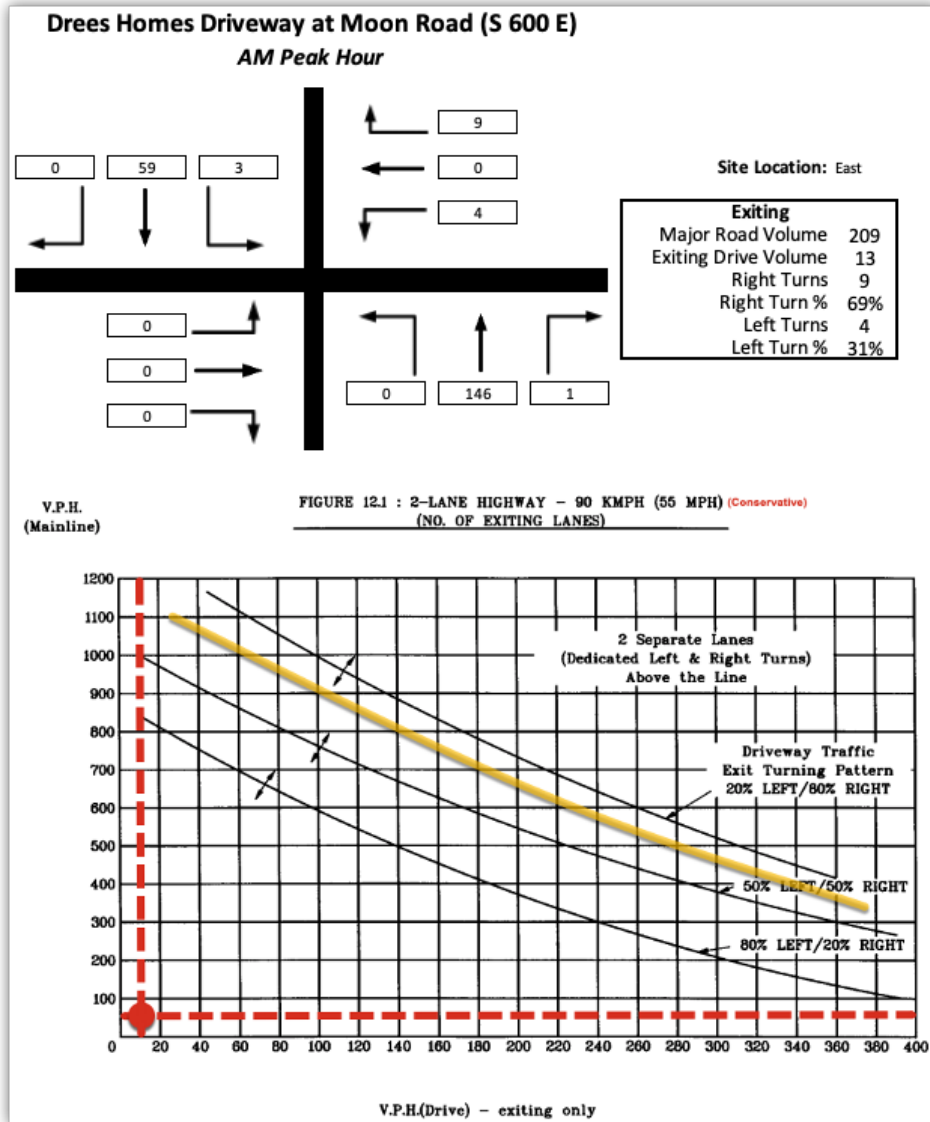 Drees Homes Driveway at Moon Road (S 600 E)
AM Peak Hour
9
0 59 3
0
4
Site Location: East
Exiting
Major Road Volume 209
Exiting Drive Volume 13
Right Turns 9
Right Turn % 69%
Left Turns 4
Left Turn % 31%
0
0
0
0 146 1
V.P.H.
(Mainline)
FIGURE 12.1 : 2-LANE HIGHWAY - 90 KMPH (55 MPH) (Conservative)
(NO. OF EXITING LANES)
1200
1100
1000
900
800
700
600
500
400
300
200
100
2 Separate Lanes
(Dedicated Left & Right Turns)
Above the Line
Driveway Traffic
Exit Turning Pattern
20% LEFT/80% RIGHT
50% LEFT/50% RIGHT
80% LEFT/20% RIGHT
0 20 40 60 80 100 120 140 160 180 200 220 240 260 280 300 320 340 360 380 400
V.P.H.(Drive) - exiting only